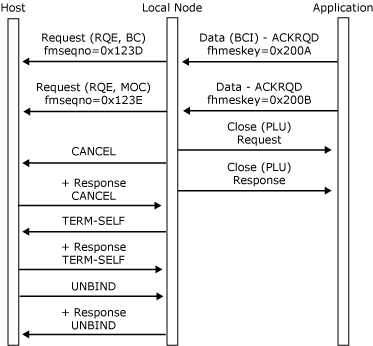 Host Local Node Application
Request (RQE, BC)
fmseqno=0x123D
Data (BCI) - ACKRQD
fhmeskey=0x200A
Request (RQE, MOC)
fmseqno=0x123E
Data - ACKRQD
fhmeskey=0x200B
Close (PLU)
Request
CANCEL
Close (PLU)
Response
+ Response
CANCEL
TERM-SELF
+ Response
TERM-SELF
UNBIND
+ Response
UNBIND